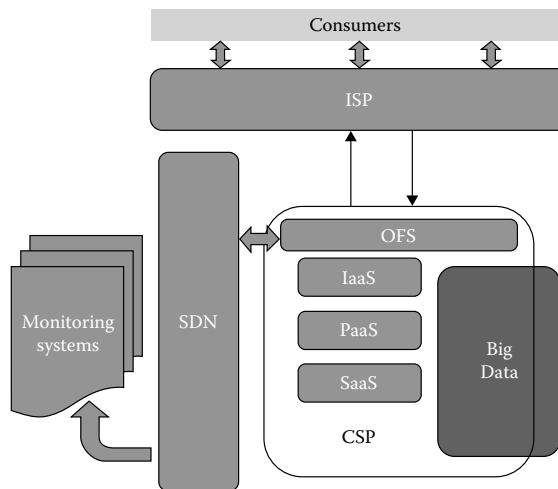 Consumers
ISP
OFS
IaaS
Monitoring
systems
SDN
PaaS
Big
Data
SaaS
CSP